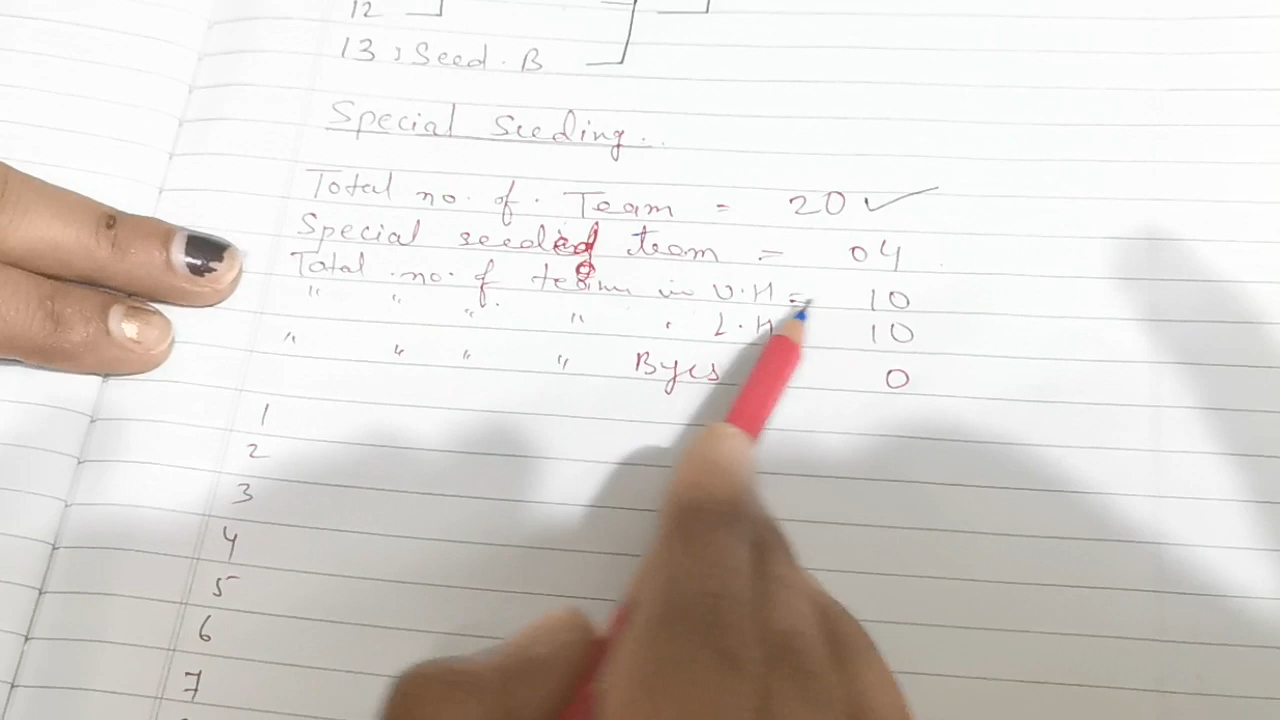 12
13, Seed. B
Special Seeding.
Total no. of. Team = 20 ✓
Special seeded team = 04
Total no. of team in U.H = 10
" " " " " L.H 10
" " " " Byes 0
1
2
3
4
5
6
7